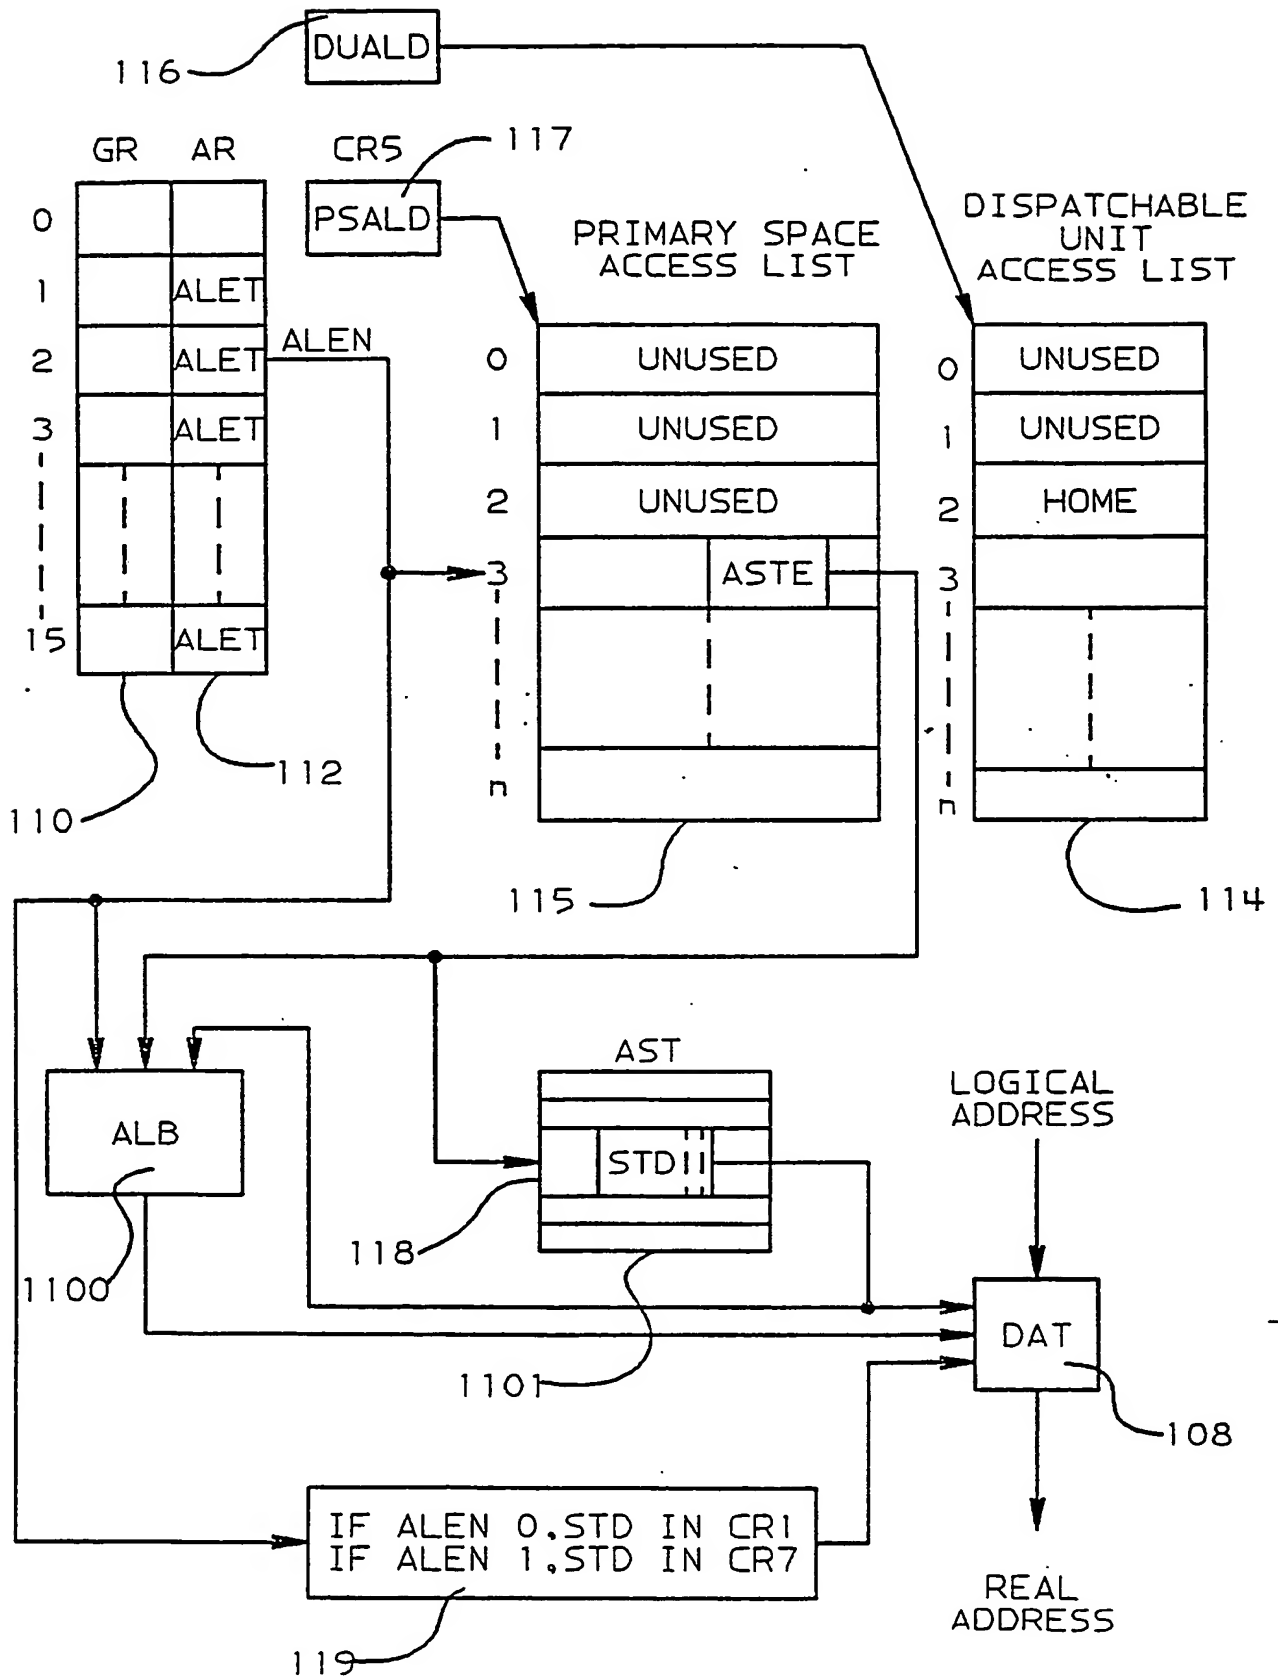 DUALD
116
GR AR CR5 117
PSALD
PRIMARY SPACE
ACCESS LIST
DISPATCHABLE
UNIT
ACCESS LIST
0
1 ALET
2 ALET ALEN
3 ALET
15 ALET
110
112
0 UNUSED
1 UNUSED
2 UNUSED
3 ASTE
n
115
0 UNUSED
1 UNUSED
2 HOME
3
n
114
ALB
1100
AST
STD
118
1101
LOGICAL
ADDRESS
DAT
108
IF ALEN 0,STD IN CR1
IF ALEN 1,STD IN CR7
119
REAL
ADDRESS